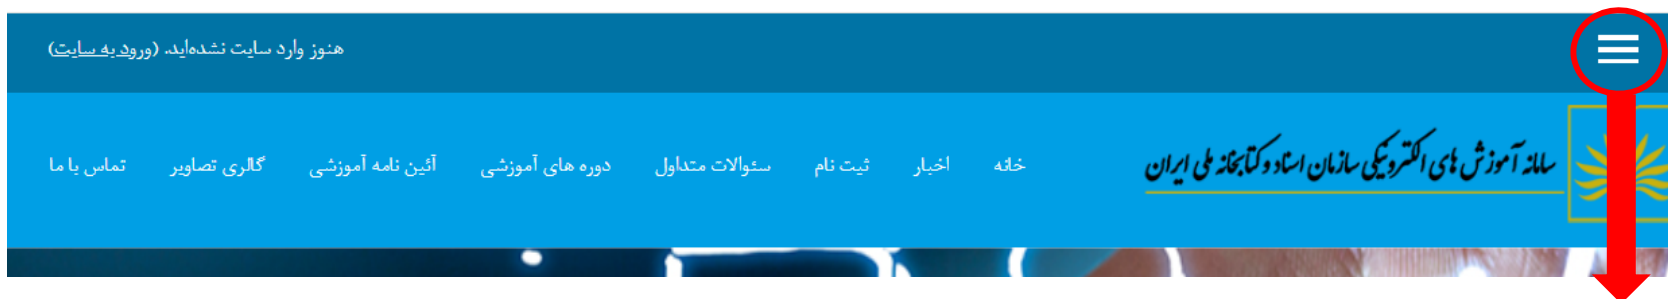 هنوز وارد سایت نشده‌اید. (ورود به سایت)
سامانه آموزش های الکترونیکی سازمان اسناد و کتابخانه ملی ایران
خانه اخبار ثبت نام سئوالات متداول دوره های آموزشی آئین نامه آموزشی گالری تصاویر تماس با ما